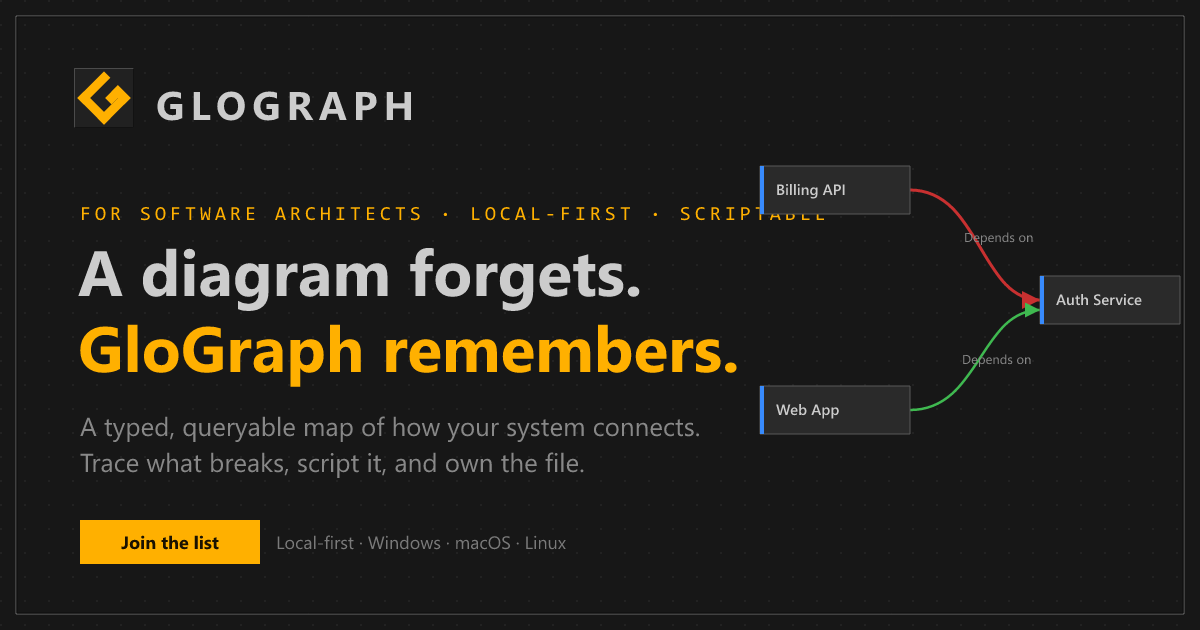 GLOGRAPH
FOR SOFTWARE ARCHITECTS · LOCAL-FIRST · SCRIPTABLE
A diagram forgets.
GloGraph remembers.
A typed, queryable map of how your system connects.
Trace what breaks, script it, and own the file.
Join the list
Local-first · Windows · macOS · Linux
Billing API
Depends on
Auth Service
Depends on
Web App